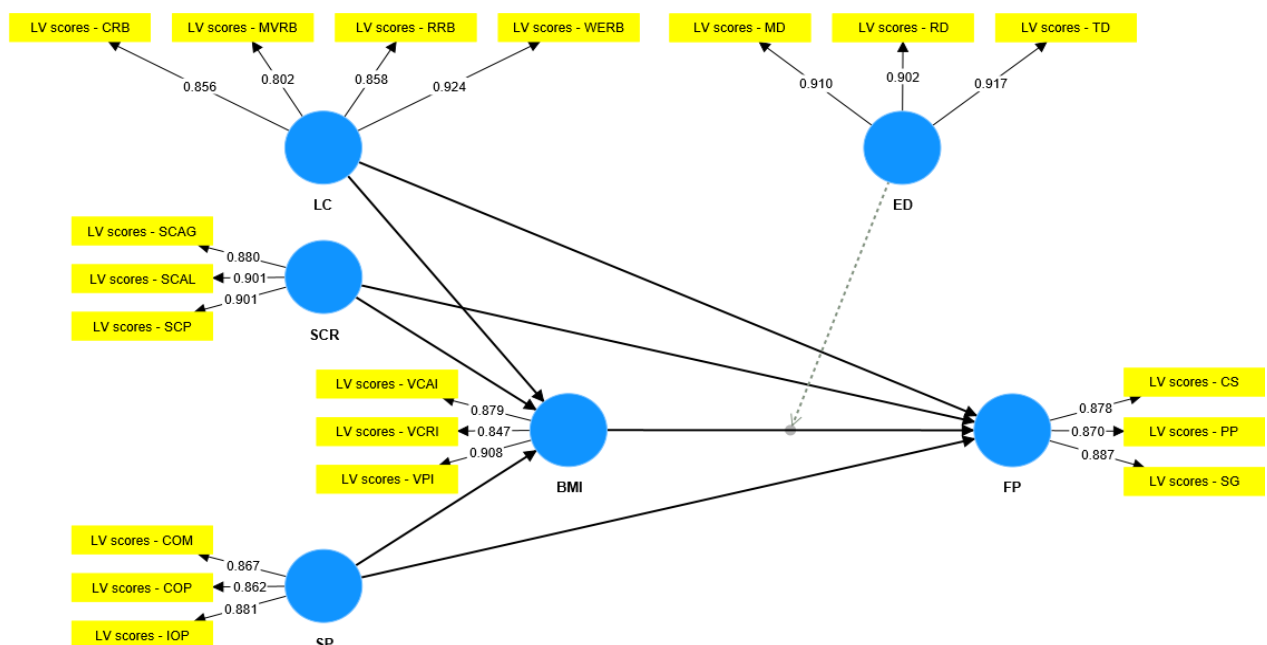 LV scores - CRB
LV scores - MVRB
LV scores - RRB
LV scores - WERB
LV scores - MD
LV scores - RD
LV scores - TD
0.856
0.802
0.858
0.924
0.910
0.902
0.917
LC
ED
LV scores - SCAG
LV scores - SCAL
LV scores - SCP
0.880
0.901
0.901
SCR
LV scores - VCAI
LV scores - VCRI
LV scores - VPI
0.879
0.847
0.908
BMI
LV scores - CS
LV scores - PP
LV scores - SG
0.878
0.870
0.887
FP
LV scores - COM
LV scores - COP
LV scores - IOP
0.867
0.862
0.881